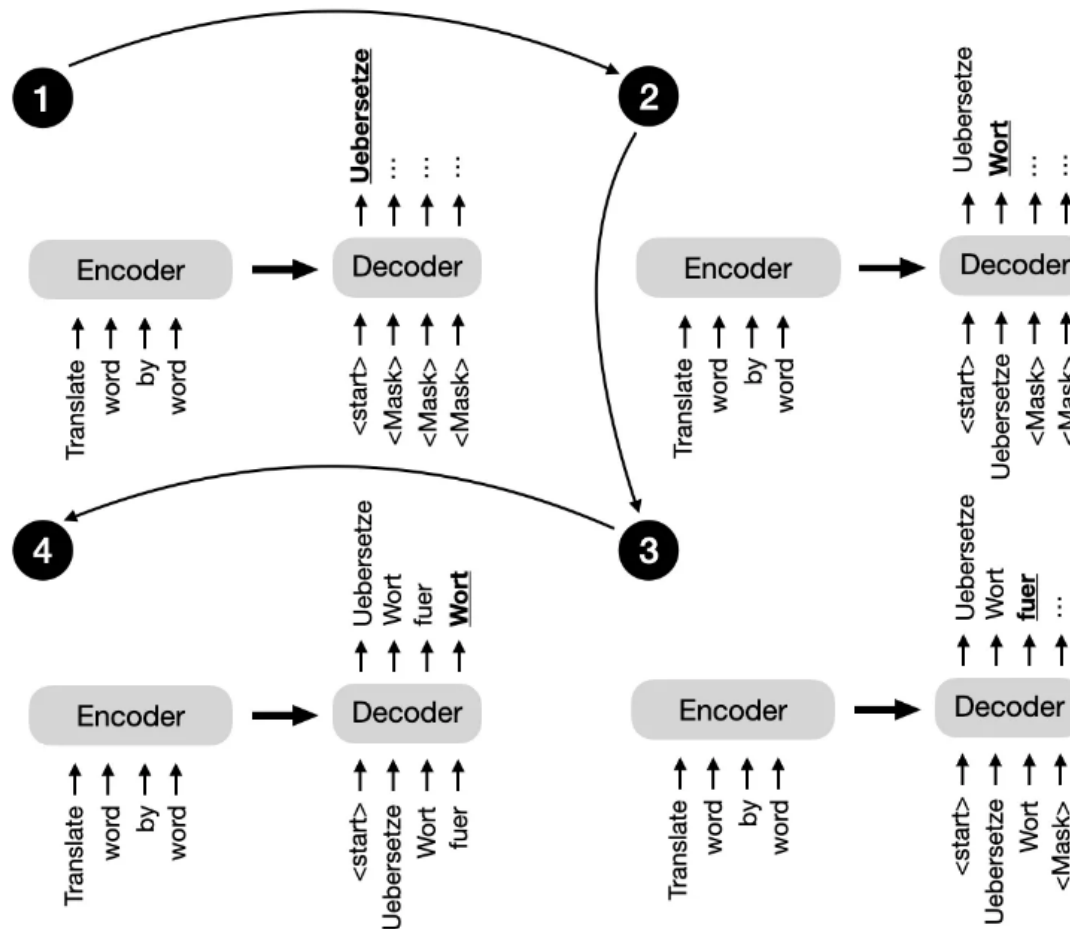 1
Uebersetze
…
…
…
Encoder
Decoder
Translate
word
by
word
<start>
<Mask>
<Mask>
<Mask>
2
Uebersetze
Wort
…
…
Encoder
Decoder
Translate
word
by
word
<start>
Uebersetze
<Mask>
<Mask>
3
Uebersetze
Wort
fuer
…
Encoder
Decoder
Translate
word
by
word
<start>
Uebersetze
Wort
<Mask>
4
Uebersetze
Wort
fuer
Wort
Encoder
Decoder
Translate
word
by
word
<start>
Uebersetze
Wort
fuer